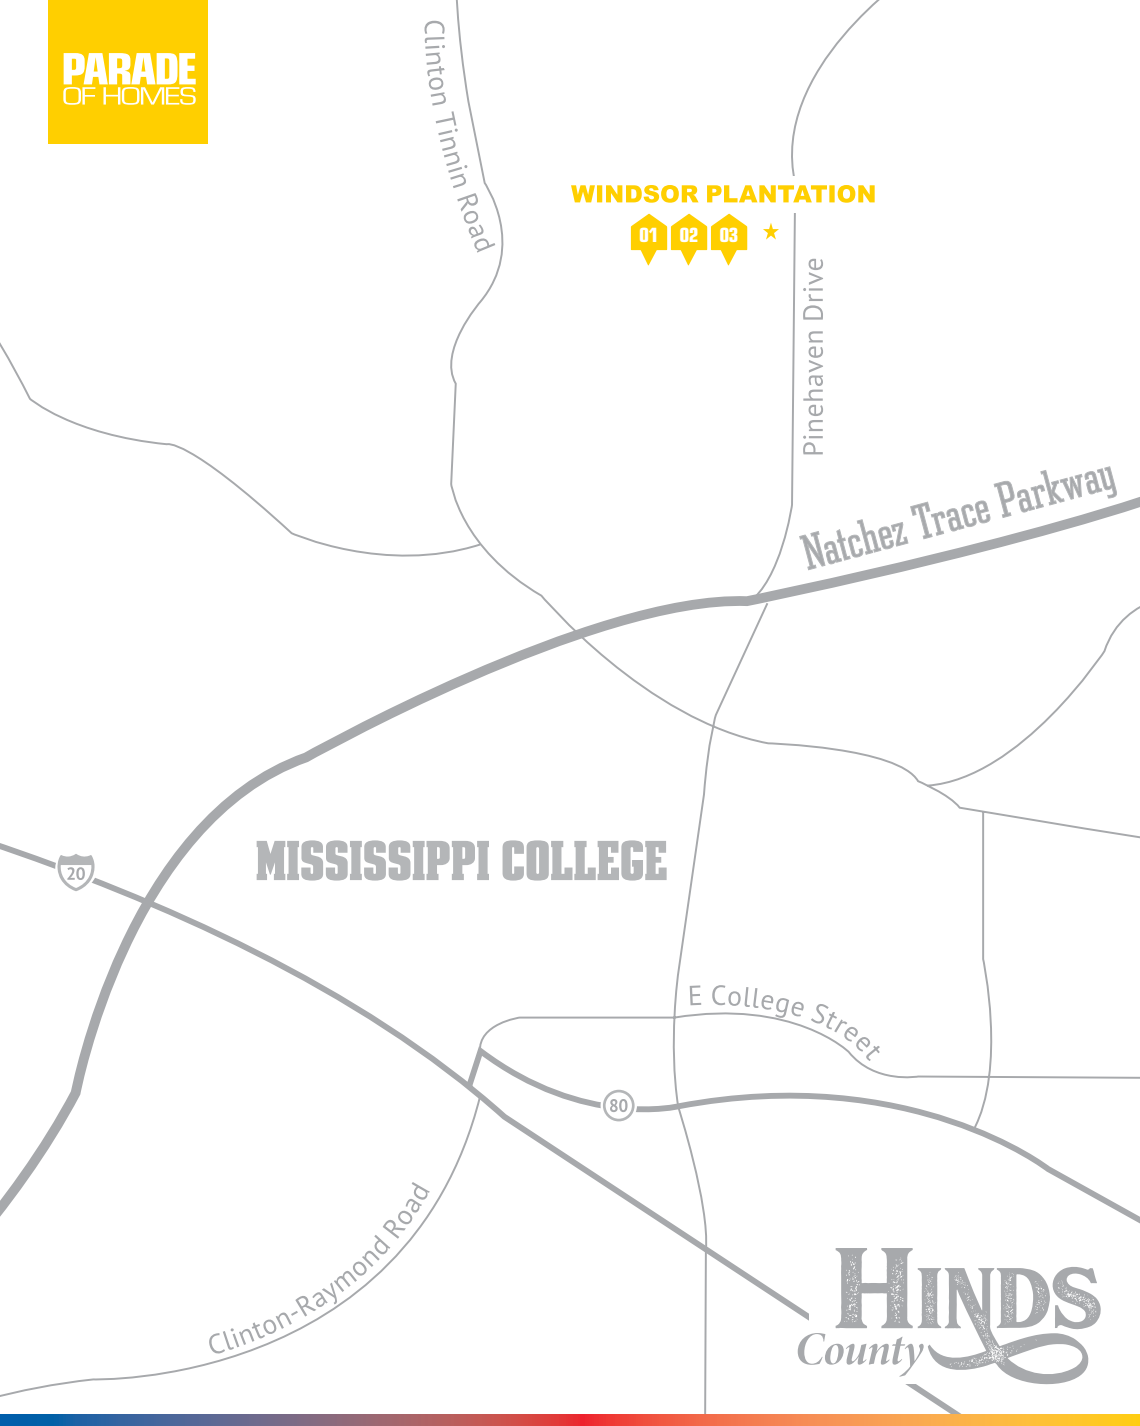 PARADE
OF HOMES
Clinton Tinnin Road
WINDSOR PLANTATION
01 02 03
Pinehaven Drive
Natchez Trace Parkway
MISSISSIPPI COLLEGE
20
E College Street
80
Clinton-Raymond Road
HINDS
County